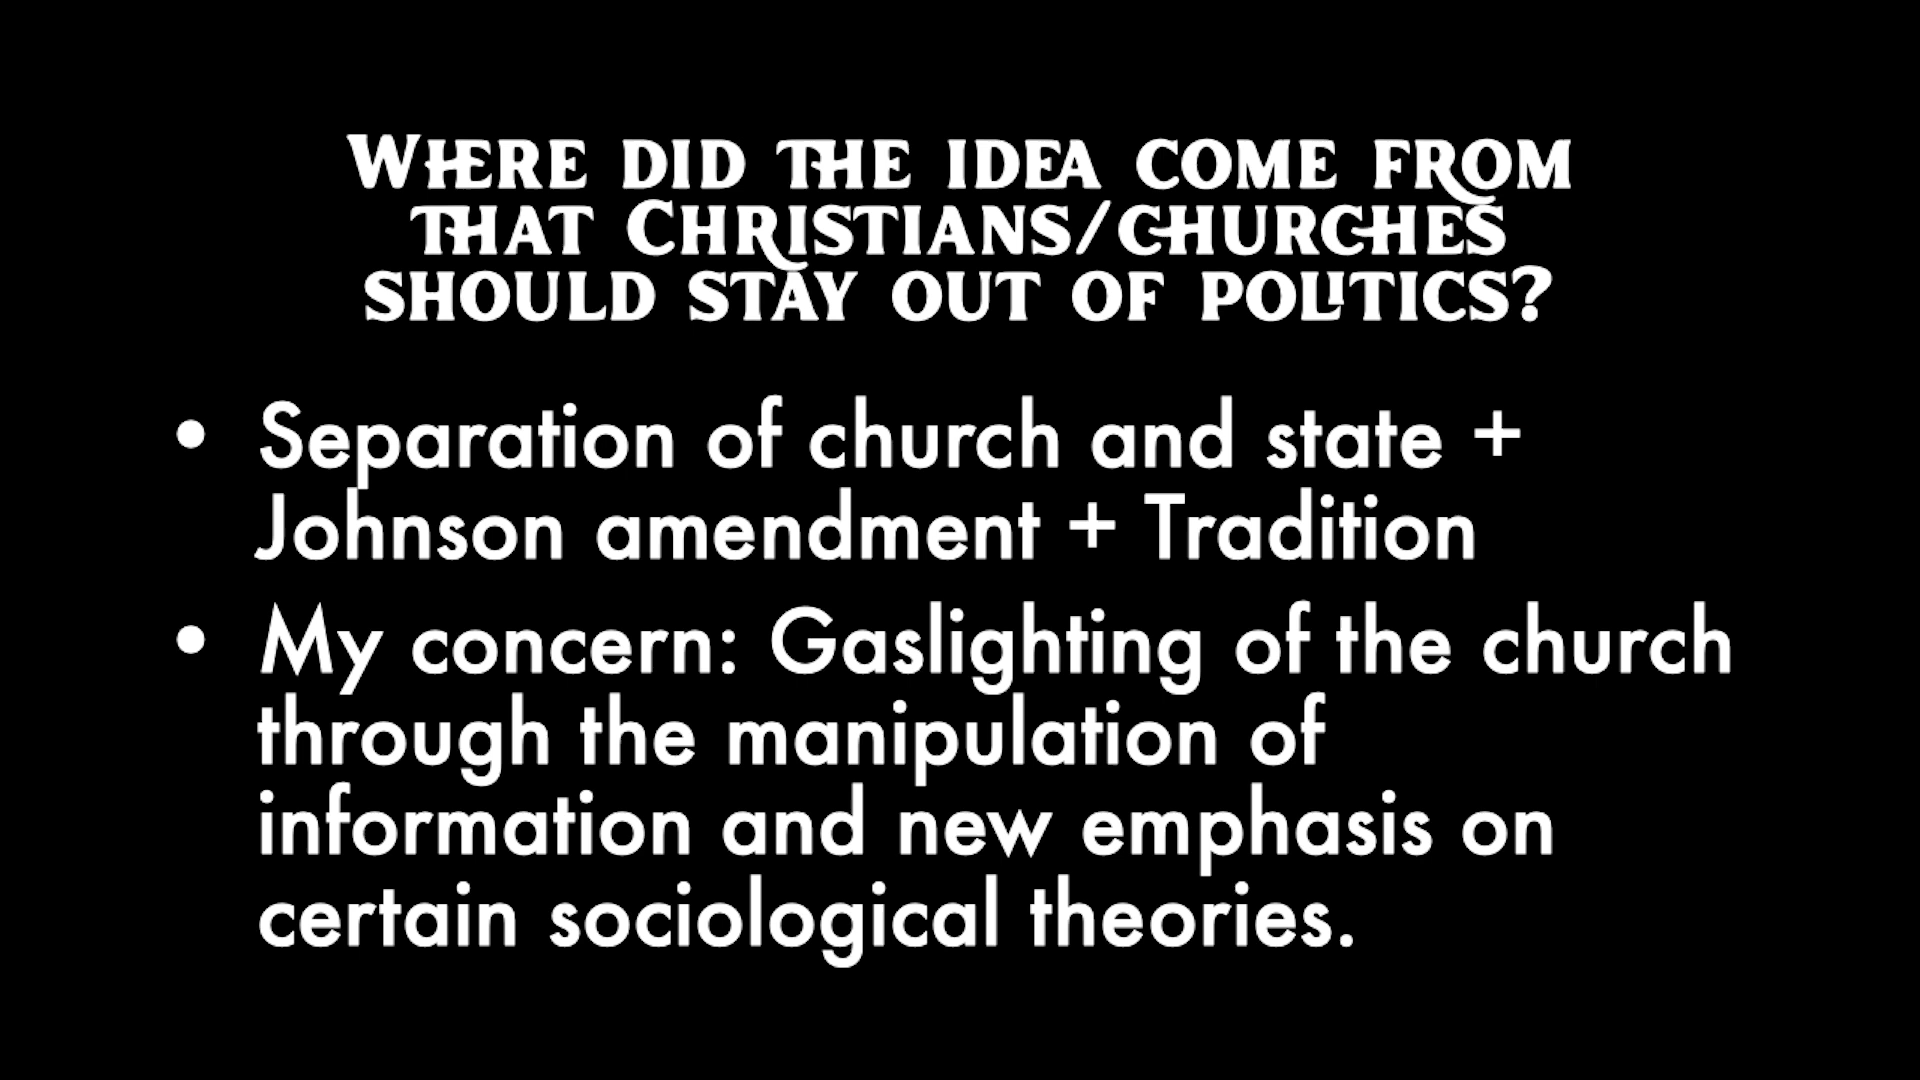 Where did the idea come from
that Christians/churches
should stay out of politics?
• Separation of church and state +
Johnson amendment + Tradition
• My concern: Gaslighting of the church
through the manipulation of
information and new emphasis on
certain sociological theories.